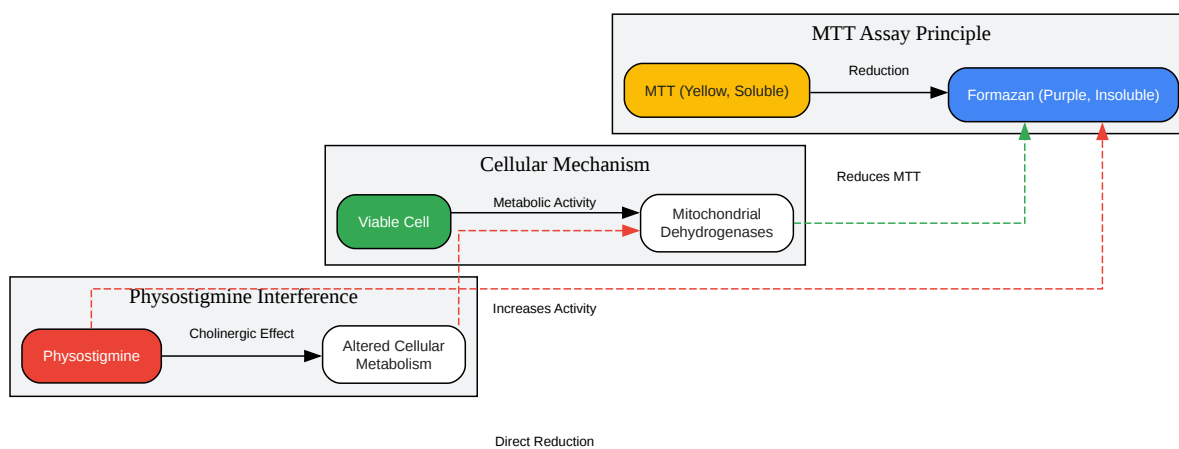 MTT Assay Principle
Reduction
MTT (Yellow, Soluble)
Formazan (Purple, Insoluble)
Cellular Mechanism
Reduces MTT
Metabolic Activity
Viable Cell
Mitochondrial
Dehydrogenases
Physostigmine Interference
Increases Activity
Cholinergic Effect
Physostigmine
Altered Cellular
Metabolism
Direct Reduction